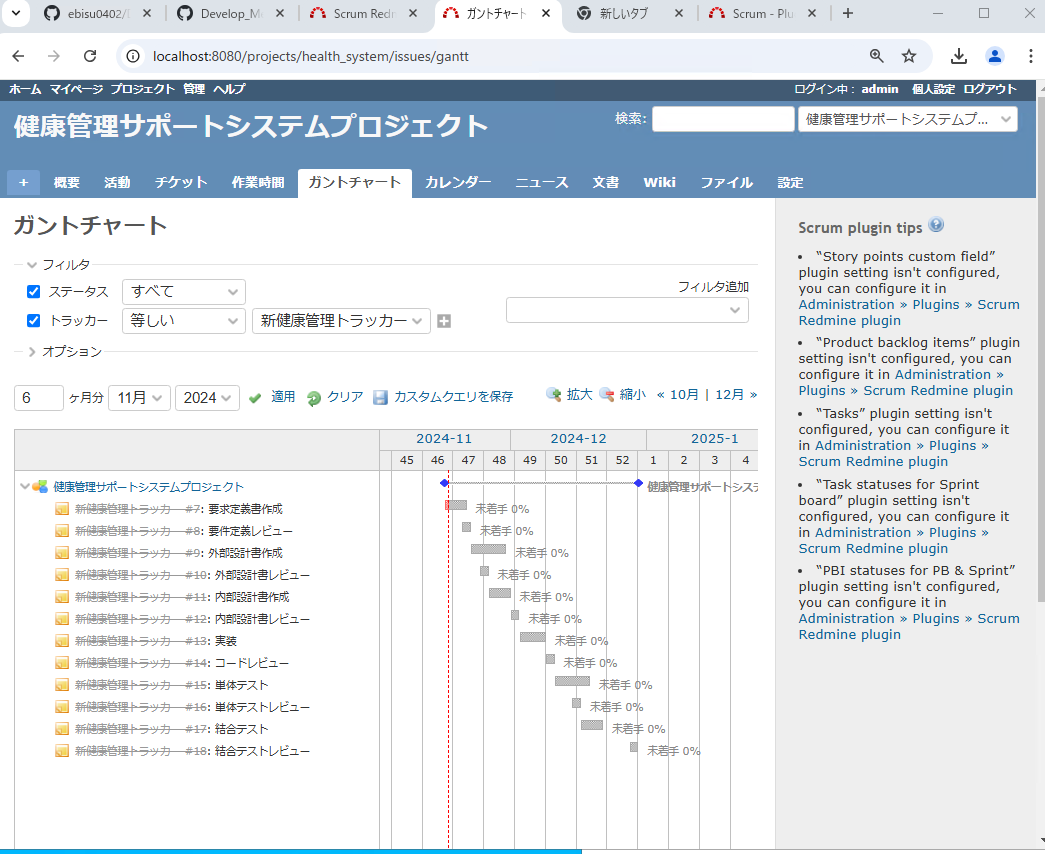 ebisu0402/
Develop_M
Scrum Redm
ガントチャート
新しいタブ
Scrum - Plu
localhost:8080/projects/health_system/issues/gantt
ホーム マイページ プロジェクト 管理 ヘルプ
ログイン中： admin 個人設定 ログアウト
健康管理サポートシステムプロジェクト
検索:
健康管理サポートシステムプ...
+ 概要 活動 チケット 作業時間 ガントチャート カレンダー ニュース 文書 Wiki ファイル 設定
ガントチャート
フィルタ
ステータス すべて
フィルタ追加
トラッカー 等しい 新健康管理トラッカー
オプション
6 ヶ月分 11月 2024 適用 クリア カスタムクエリを保存
拡大 縮小 « 10月 | 12月 »
2024-11 2024-12 2025-1
45 46 47 48 49 50 51 52 1 2 3 4
健康管理サポートシステムプロジェクト
健康管理サポートシステ
新健康管理トラッカー #7: 要求定義書作成 未着手 0%
新健康管理トラッカー #8: 要件定義レビュー 未着手 0%
新健康管理トラッカー #9: 外部設計書作成 未着手 0%
新健康管理トラッカー #10: 外部設計書レビュー 未着手 0%
新健康管理トラッカー #11: 内部設計書作成 未着手 0%
新健康管理トラッカー #12: 内部設計書レビュー 未着手 0%
新健康管理トラッカー #13: 実装 未着手 0%
新健康管理トラッカー #14: コードレビュー 未着手 0%
新健康管理トラッカー #15: 単体テスト 未着手 0%
新健康管理トラッカー #16: 単体テストレビュー 未着手 0%
新健康管理トラッカー #17: 結合テスト 未着手 0%
新健康管理トラッカー #18: 結合テストレビュー 未着手 0%
Scrum plugin tips
• “Story points custom field”
plugin setting isn't configured,
you can configure it in
Administration » Plugins » Scrum
Redmine plugin
• “Product backlog items” plugin
setting isn't configured, you can
configure it in Administration »
Plugins » Scrum Redmine plugin
• “Tasks” plugin setting isn't
configured, you can configure it
in Administration » Plugins »
Scrum Redmine plugin
• “Task statuses for Sprint
board” plugin setting isn't
configured, you can configure it
in Administration » Plugins »
Scrum Redmine plugin
• “PBI statuses for PB & Sprint”
plugin setting isn't configured,
you can configure it in
Administration » Plugins » Scrum
Redmine plugin